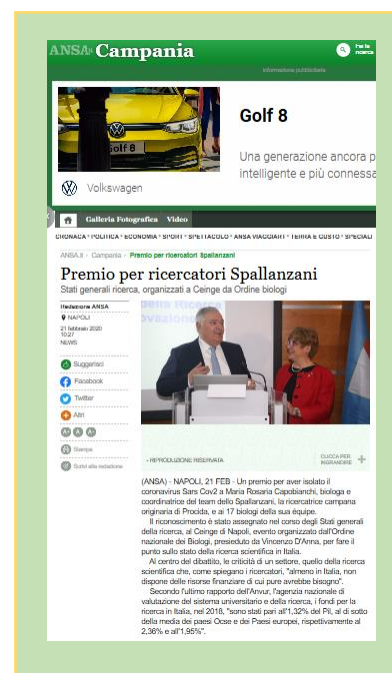 ANSA.it Campania
Fai la
ricerca
informazione pubblicitaria
Golf 8
Golf 8
Una generazione ancora p
intelligente e più connessa
Volkswagen
Galleria Fotografica Video
CRONACA • POLITICA • ECONOMIA • SPORT • SPETTACOLO • ANSA VIAGGIART • TERRA E GUSTO • SPECIALI
ANSA.it › Campania › Premio per ricercatori Spallanzani
Premio per ricercatori Spallanzani
Stati generali ricerca, organizzati a Ceinge da Ordine biologi
Redazione ANSA
NAPOLI
21 febbraio 2020
10:27
NEWS
Suggerisci
Facebook
Twitter
Altri
Stampa
Scrivi alla redazione
della Ricerca
- RIPRODUZIONE RISERVATA
CLICCA PER
INGRANDIRE
(ANSA) - NAPOLI, 21 FEB - Un premio per aver isolato il
coronavirus Sars Cov2 a Maria Rosaria Capobianchi, biologa e
coordinatrice del team dello Spallanzani, la ricercatrice campana
originaria di Procida, e ai 17 biologi della sua équipe.
Il riconoscimento è stato assegnato nel corso degli Stati generali
della ricerca, al Ceinge di Napoli, evento organizzato dall'Ordine
nazionale dei Biologi, presieduto da Vincenzo D'Anna, per fare il
punto sullo stato della ricerca scientifica in Italia.
Al centro del dibattito, le criticità di un settore, quello della ricerca
scientifica che, come spiegano i ricercatori, "almeno in Italia, non
dispone delle risorse finanziare di cui pure avrebbe bisogno".
Secondo l'ultimo rapporto dell'Anvur, l'agenzia nazionale di
valutazione del sistema universitario e della ricerca, i fondi per la
ricerca in Italia, nel 2018, "sono stati pari all'1,32% del Pil, al di sotto
della media dei paesi Ocse e dei Paesi europei, rispettivamente al
2,36% e all'1,95%".